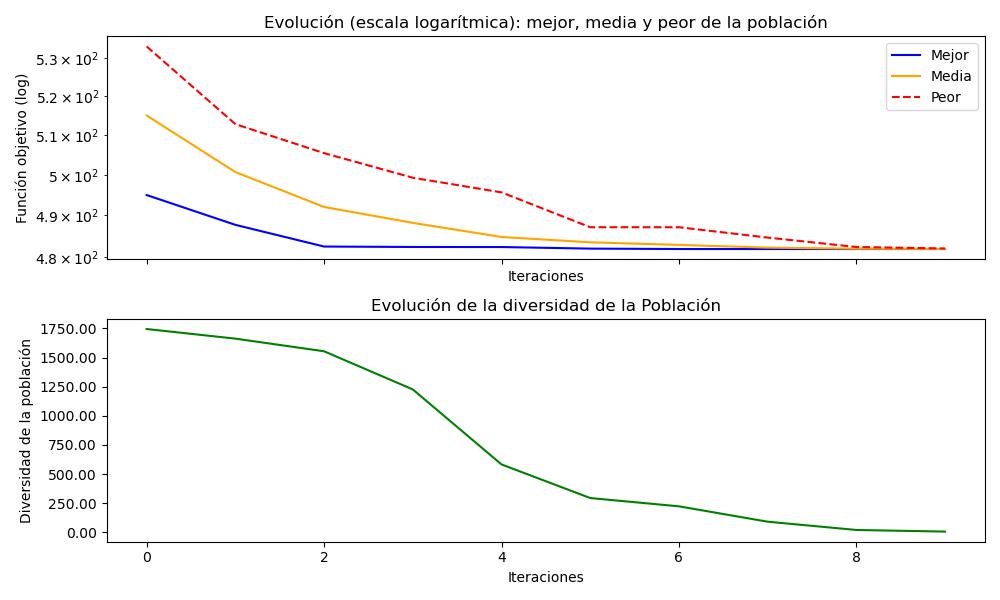 Evolución (escala logarítmica): mejor, media y peor de la población
Función objetivo (log)
5.3 × 10²
5.2 × 10²
5.1 × 10²
5 × 10²
4.9 × 10²
4.8 × 10²
Mejor
Media
Peor
Iteraciones
Evolución de la diversidad de la Población
Diversidad de la población
1750.00
1500.00
1250.00
1000.00
750.00
500.00
250.00
0.00
0 2 4 6 8
Iteraciones